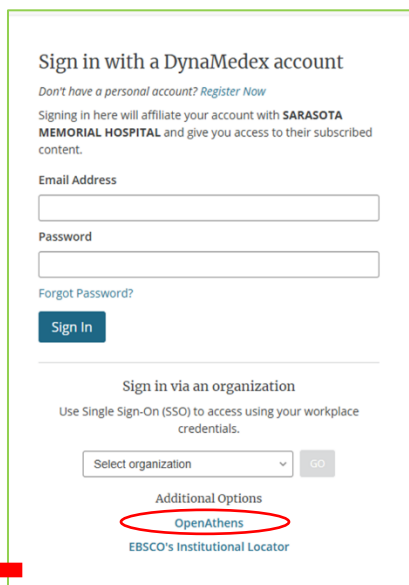 Sign in with a DynaMedex account
Don't have a personal account? Register Now
Signing in here will affiliate your account with SARASOTA
MEMORIAL HOSPITAL and give you access to their subscribed
content.
Email Address
Password
Forgot Password?
Sign In
Sign in via an organization
Use Single Sign-On (SSO) to access using your workplace
credentials.
Select organization
GO
Additional Options
OpenAthens
EBSCO's Institutional Locator